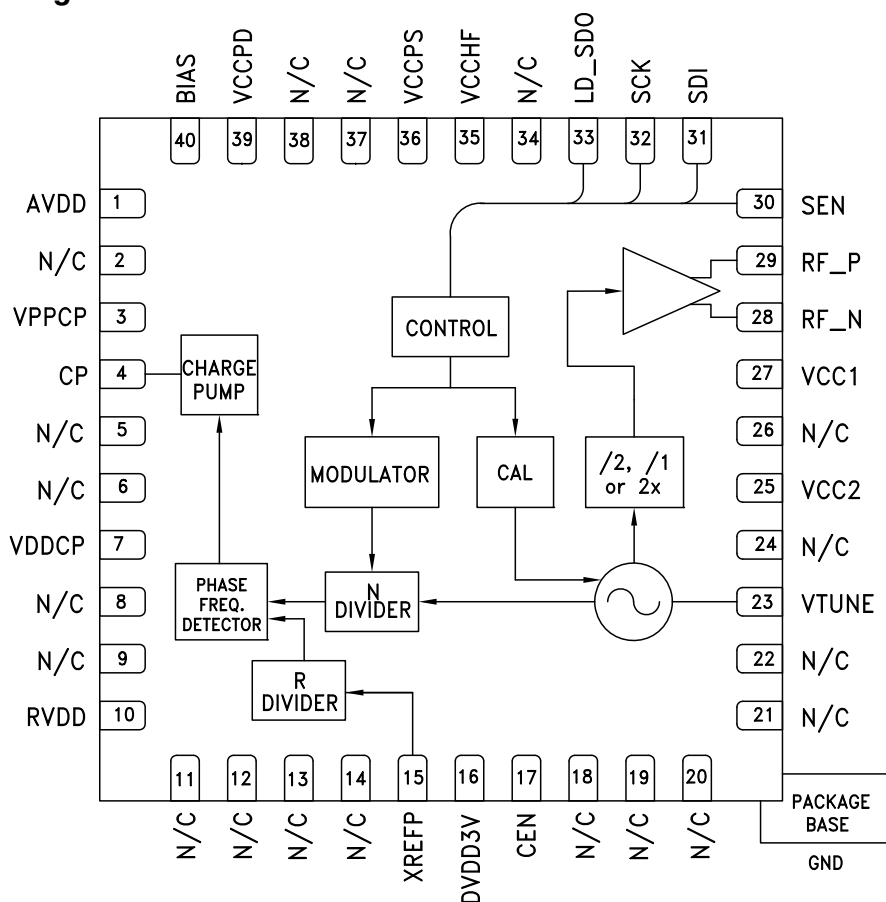 BIAS
VCCPD
N/C
N/C
VCCPS
VCCHF
N/C
LD_SDO
SCK
SDI
40
39
38
37
36
35
34
33
32
31
AVDD 1
N/C 2
VPPCP 3
CP 4
N/C 5
N/C 6
VDDCP 7
N/C 8
N/C 9
RVDD 10
30 SEN
29 RF_P
28 RF_N
27 VCC1
26 N/C
25 VCC2
24 N/C
23 VTUNE
22 N/C
21 N/C
CONTROL
CHARGE
PUMP
MODULATOR
CAL
/2, /1
or 2x
PHASE
FREQ.
DETECTOR
N
DIVIDER
R
DIVIDER
11
12
13
14
15
16
17
18
19
20
N/C
N/C
N/C
N/C
XREFP
DVDD3V
CEN
N/C
N/C
N/C
PACKAGE
BASE
GND